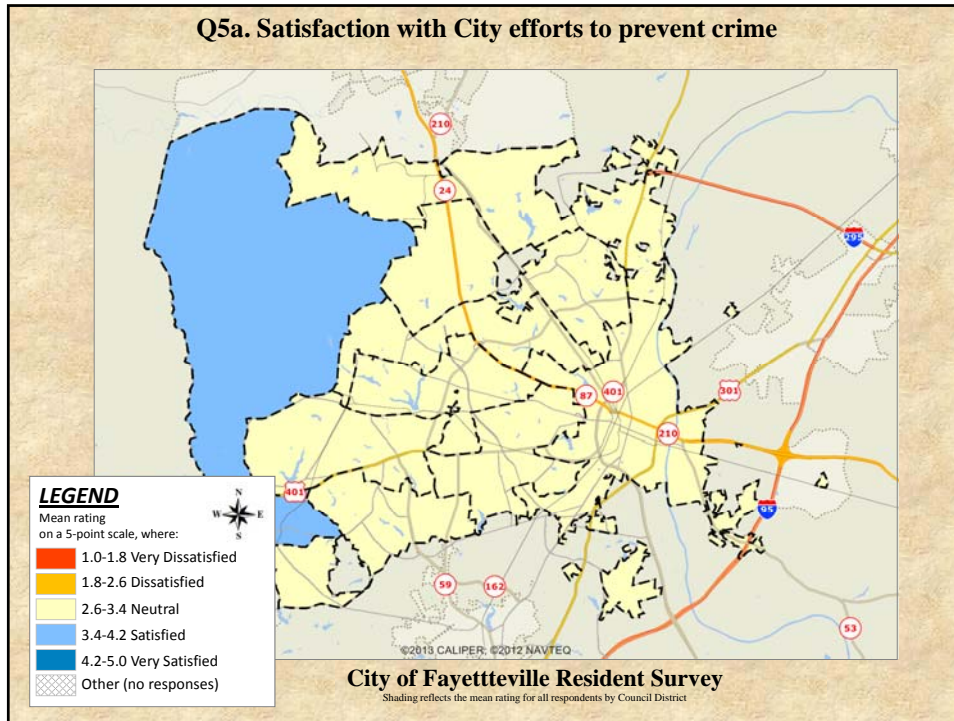 Q5a. Satisfaction with City efforts to prevent crime
210
24
295
87
401
301
210
401
95
59
162
53
LEGEND
Mean rating
on a 5-point scale, where:
1.0-1.8 Very Dissatisfied
1.8-2.6 Dissatisfied
2.6-3.4 Neutral
3.4-4.2 Satisfied
4.2-5.0 Very Satisfied
Other (no responses)
N
W E
S
©2013 CALIPER; ©2012 NAVTEQ
City of Fayettteville Resident Survey
Shading reflects the mean rating for all respondents by Council District